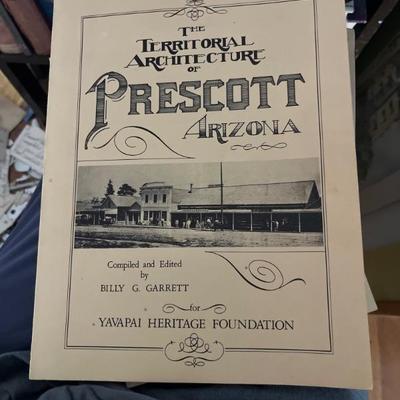 THE
TERRITORIAL
ARCHITECTURE
OF
PRESCOTT
ARIZONA
Compiled and Edited
by
BILLY G. GARRETT
for
YAVAPAI HERITAGE FOUNDATION